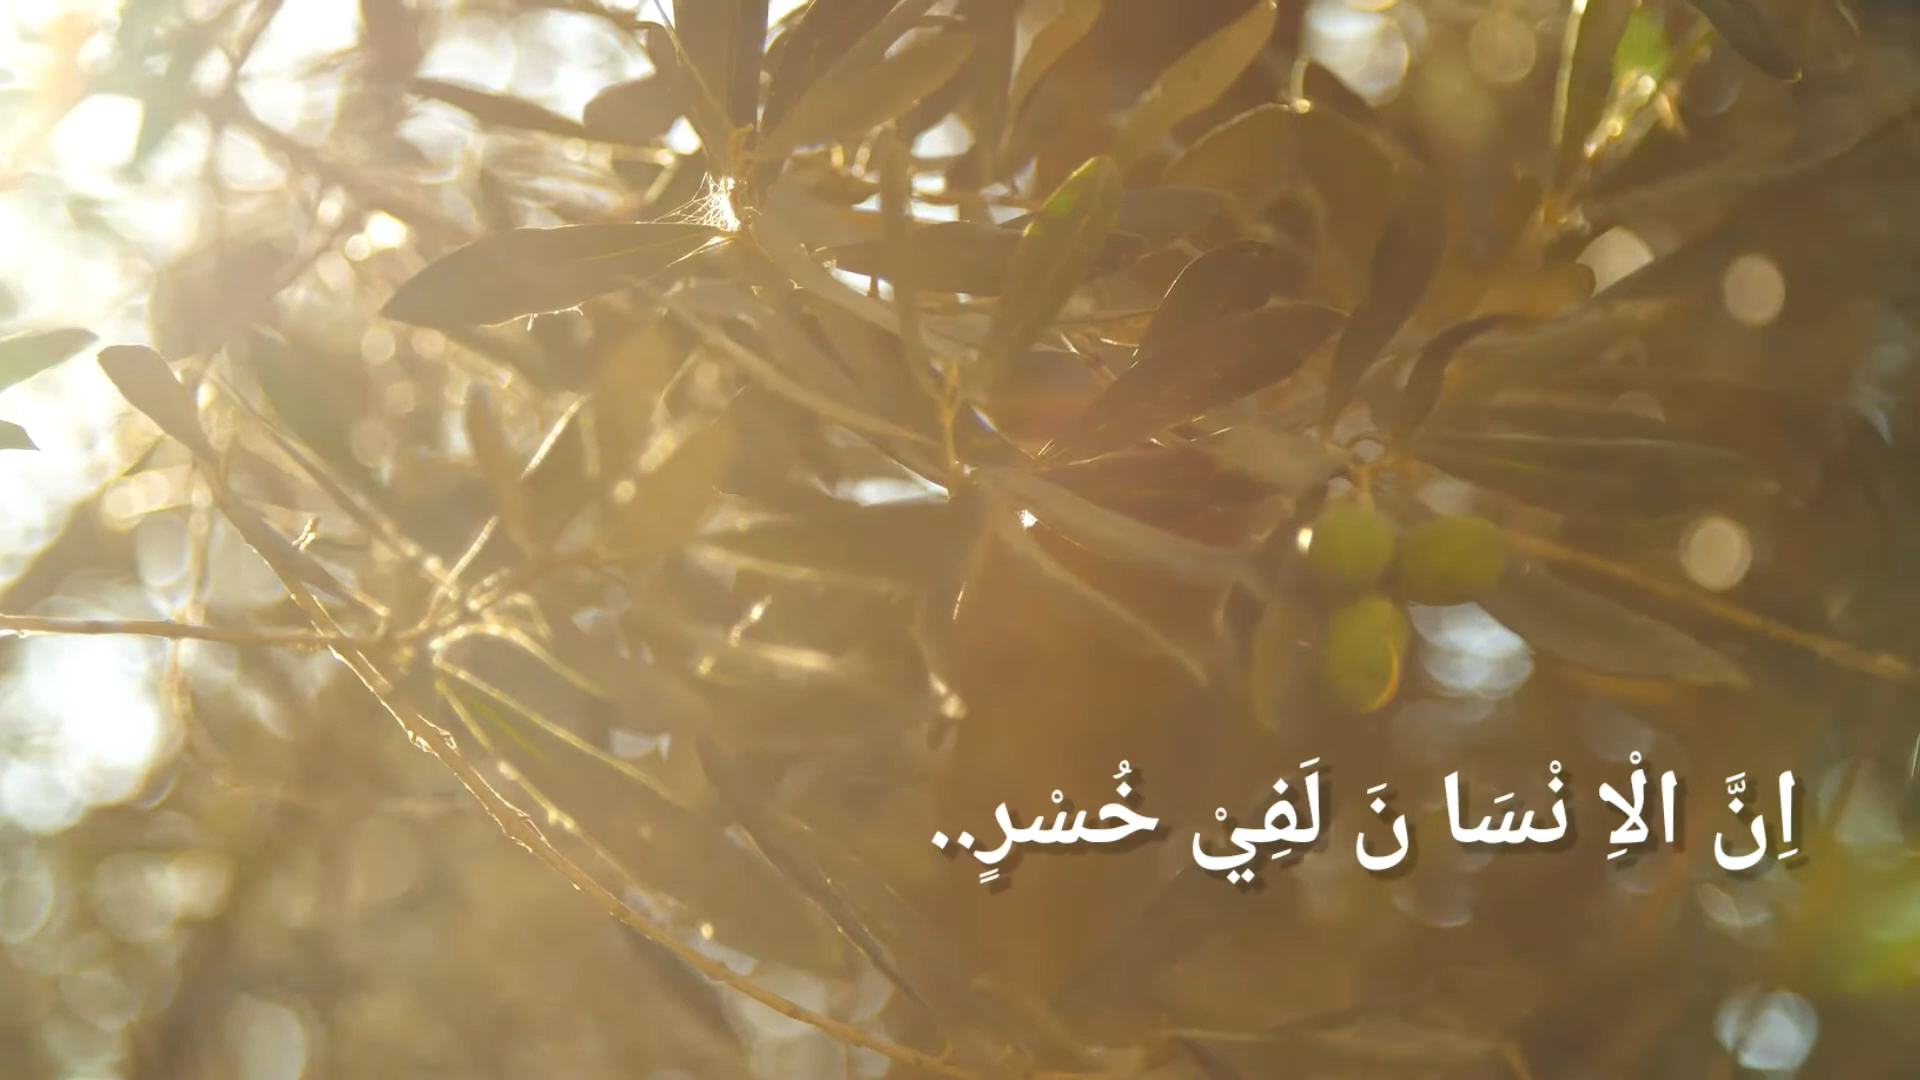 اِنَّ الْاِ نْسَا نَ لَفِيْ خُسْرٍ..